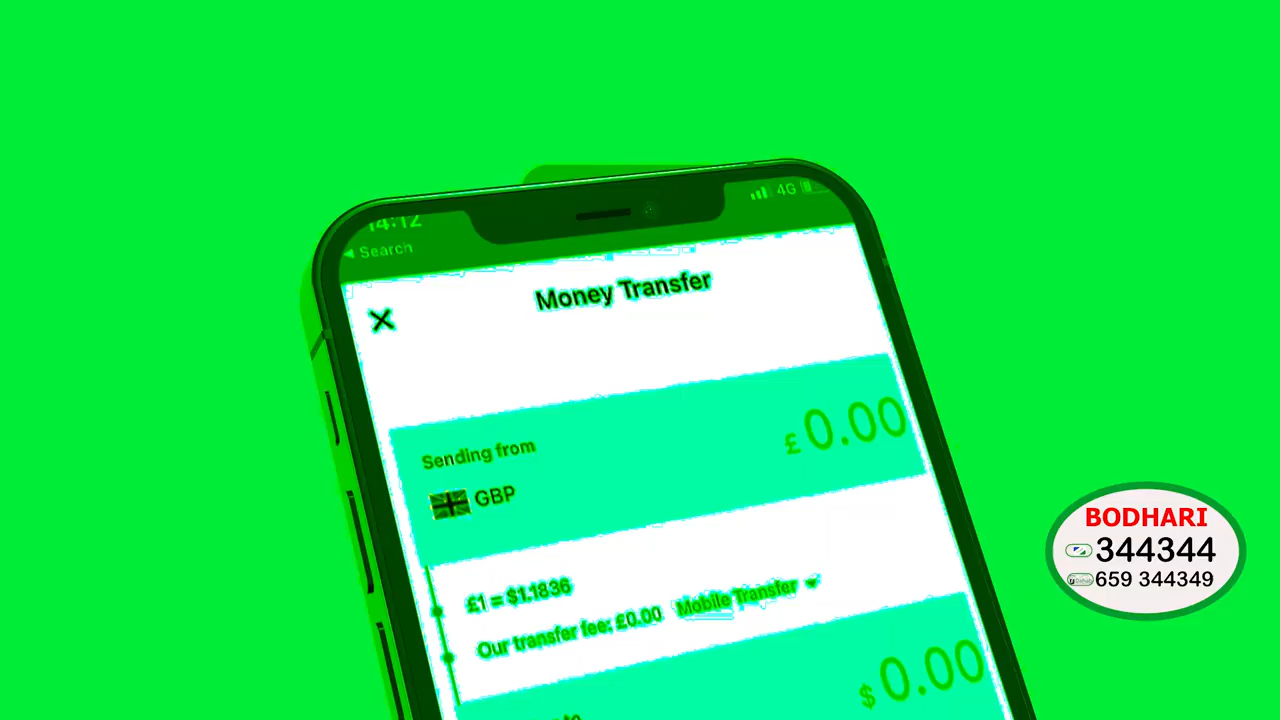 14:12
4G
Search
Money Transfer
Sending from
£0.00
GBP
£1 = $1.1836
Our transfer fee: £0.00 Mobile Transfer
$0.00
BODHARI
344344
659 344349